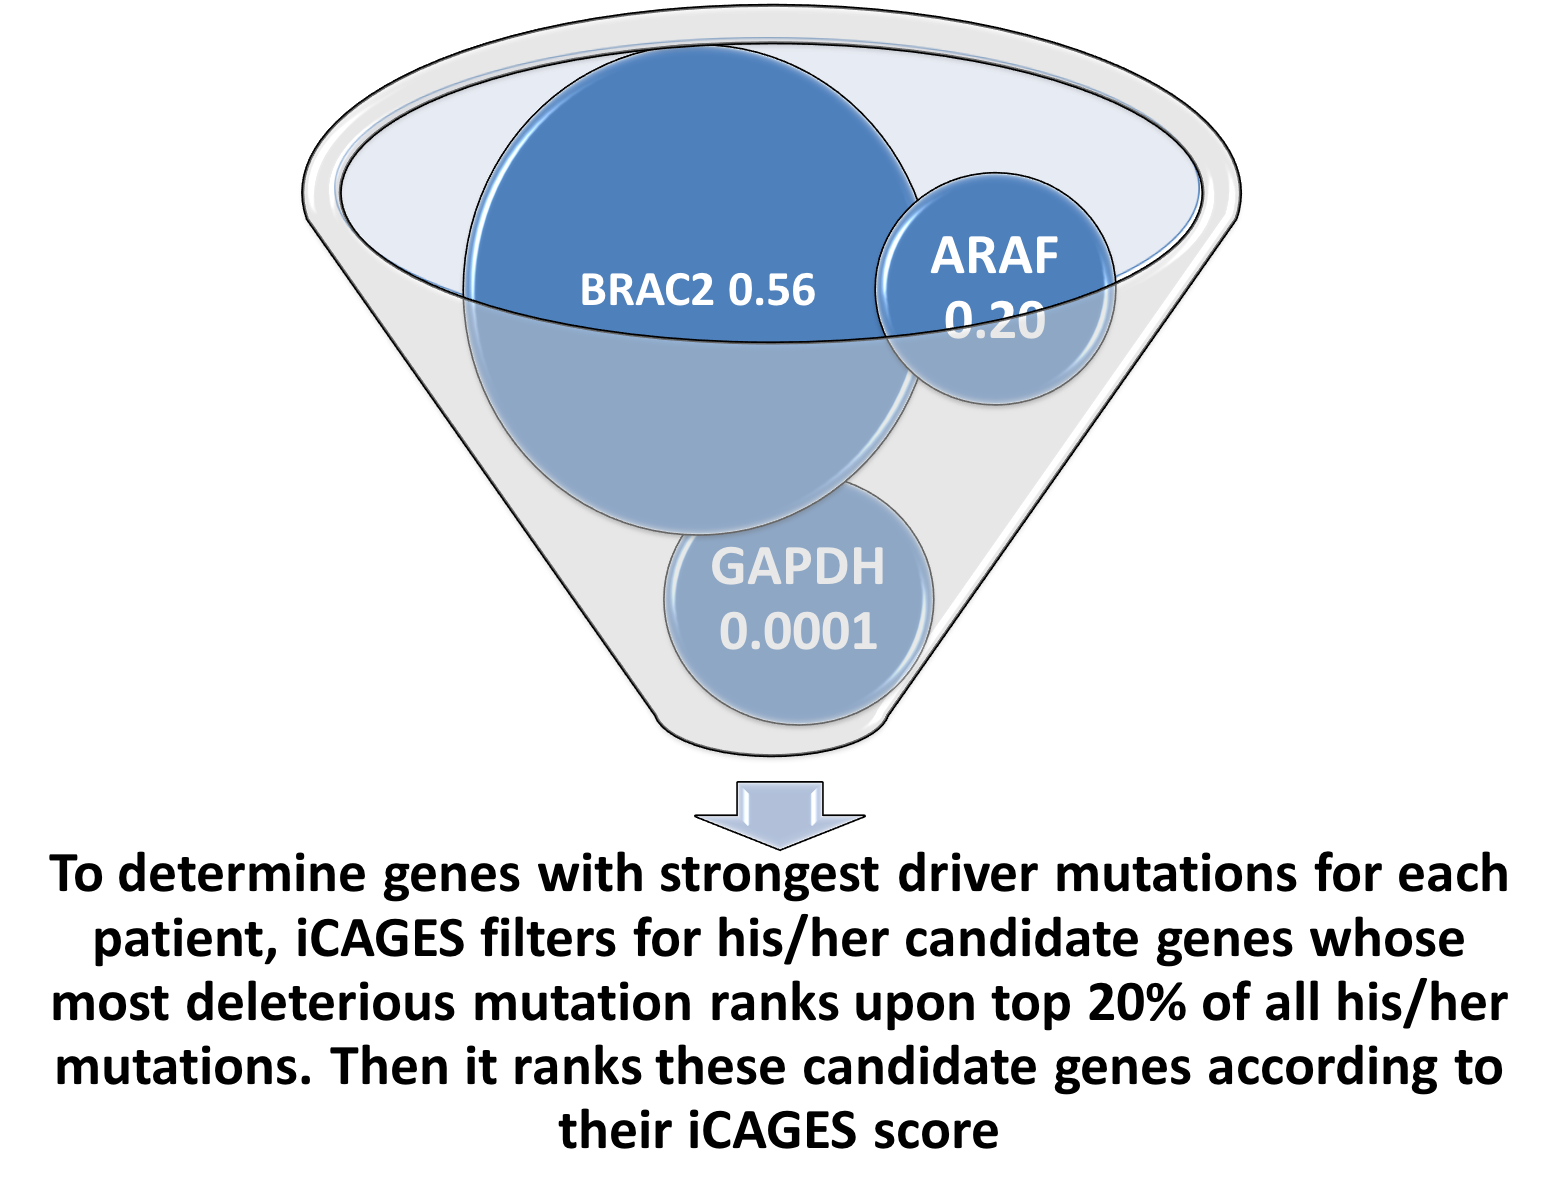 BRAC2 0.56
ARAF
0.20
GAPDH
0.0001
To determine genes with strongest driver mutations for each
patient, iCAGES filters for his/her candidate genes whose
most deleterious mutation ranks upon top 20% of all his/her
mutations. Then it ranks these candidate genes according to
their iCAGES score